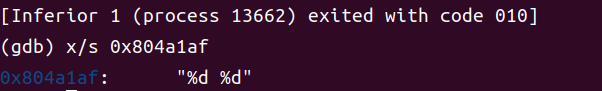 [Inferior 1 (process 13662) exited with code 010]
(gdb) x/s 0x804a1af
0x804a1af:      "%d %d"